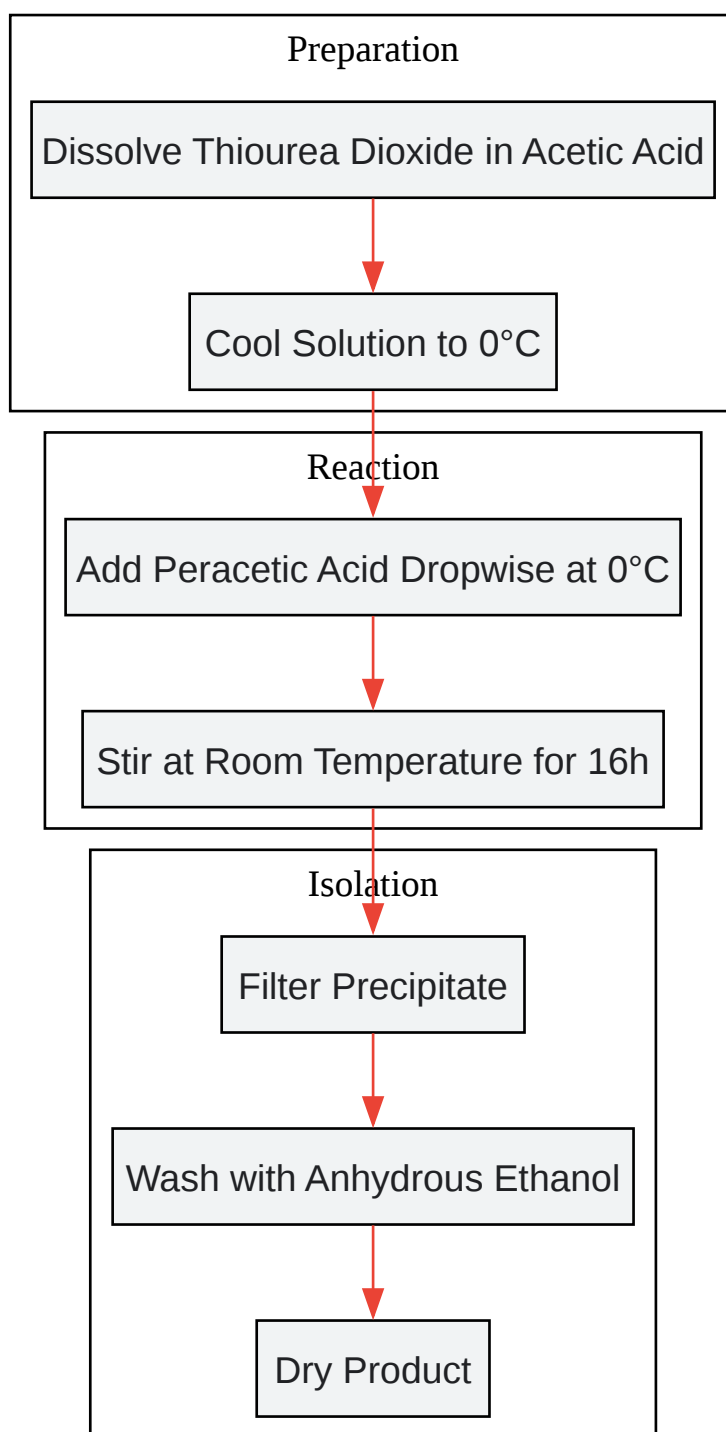 Preparation
Dissolve Thiourea Dioxide in Acetic Acid
Cool Solution to 0°C
Reaction
Add Peracetic Acid Dropwise at 0°C
Stir at Room Temperature for 16h
Isolation
Filter Precipitate
Wash with Anhydrous Ethanol
Dry Product